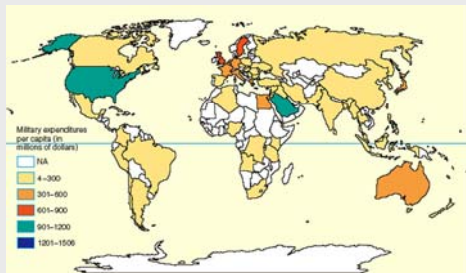 Military expenditures
per capita (in
millions of dollars)
NA
4–300
301–600
601–900
901–1200
1201–1506